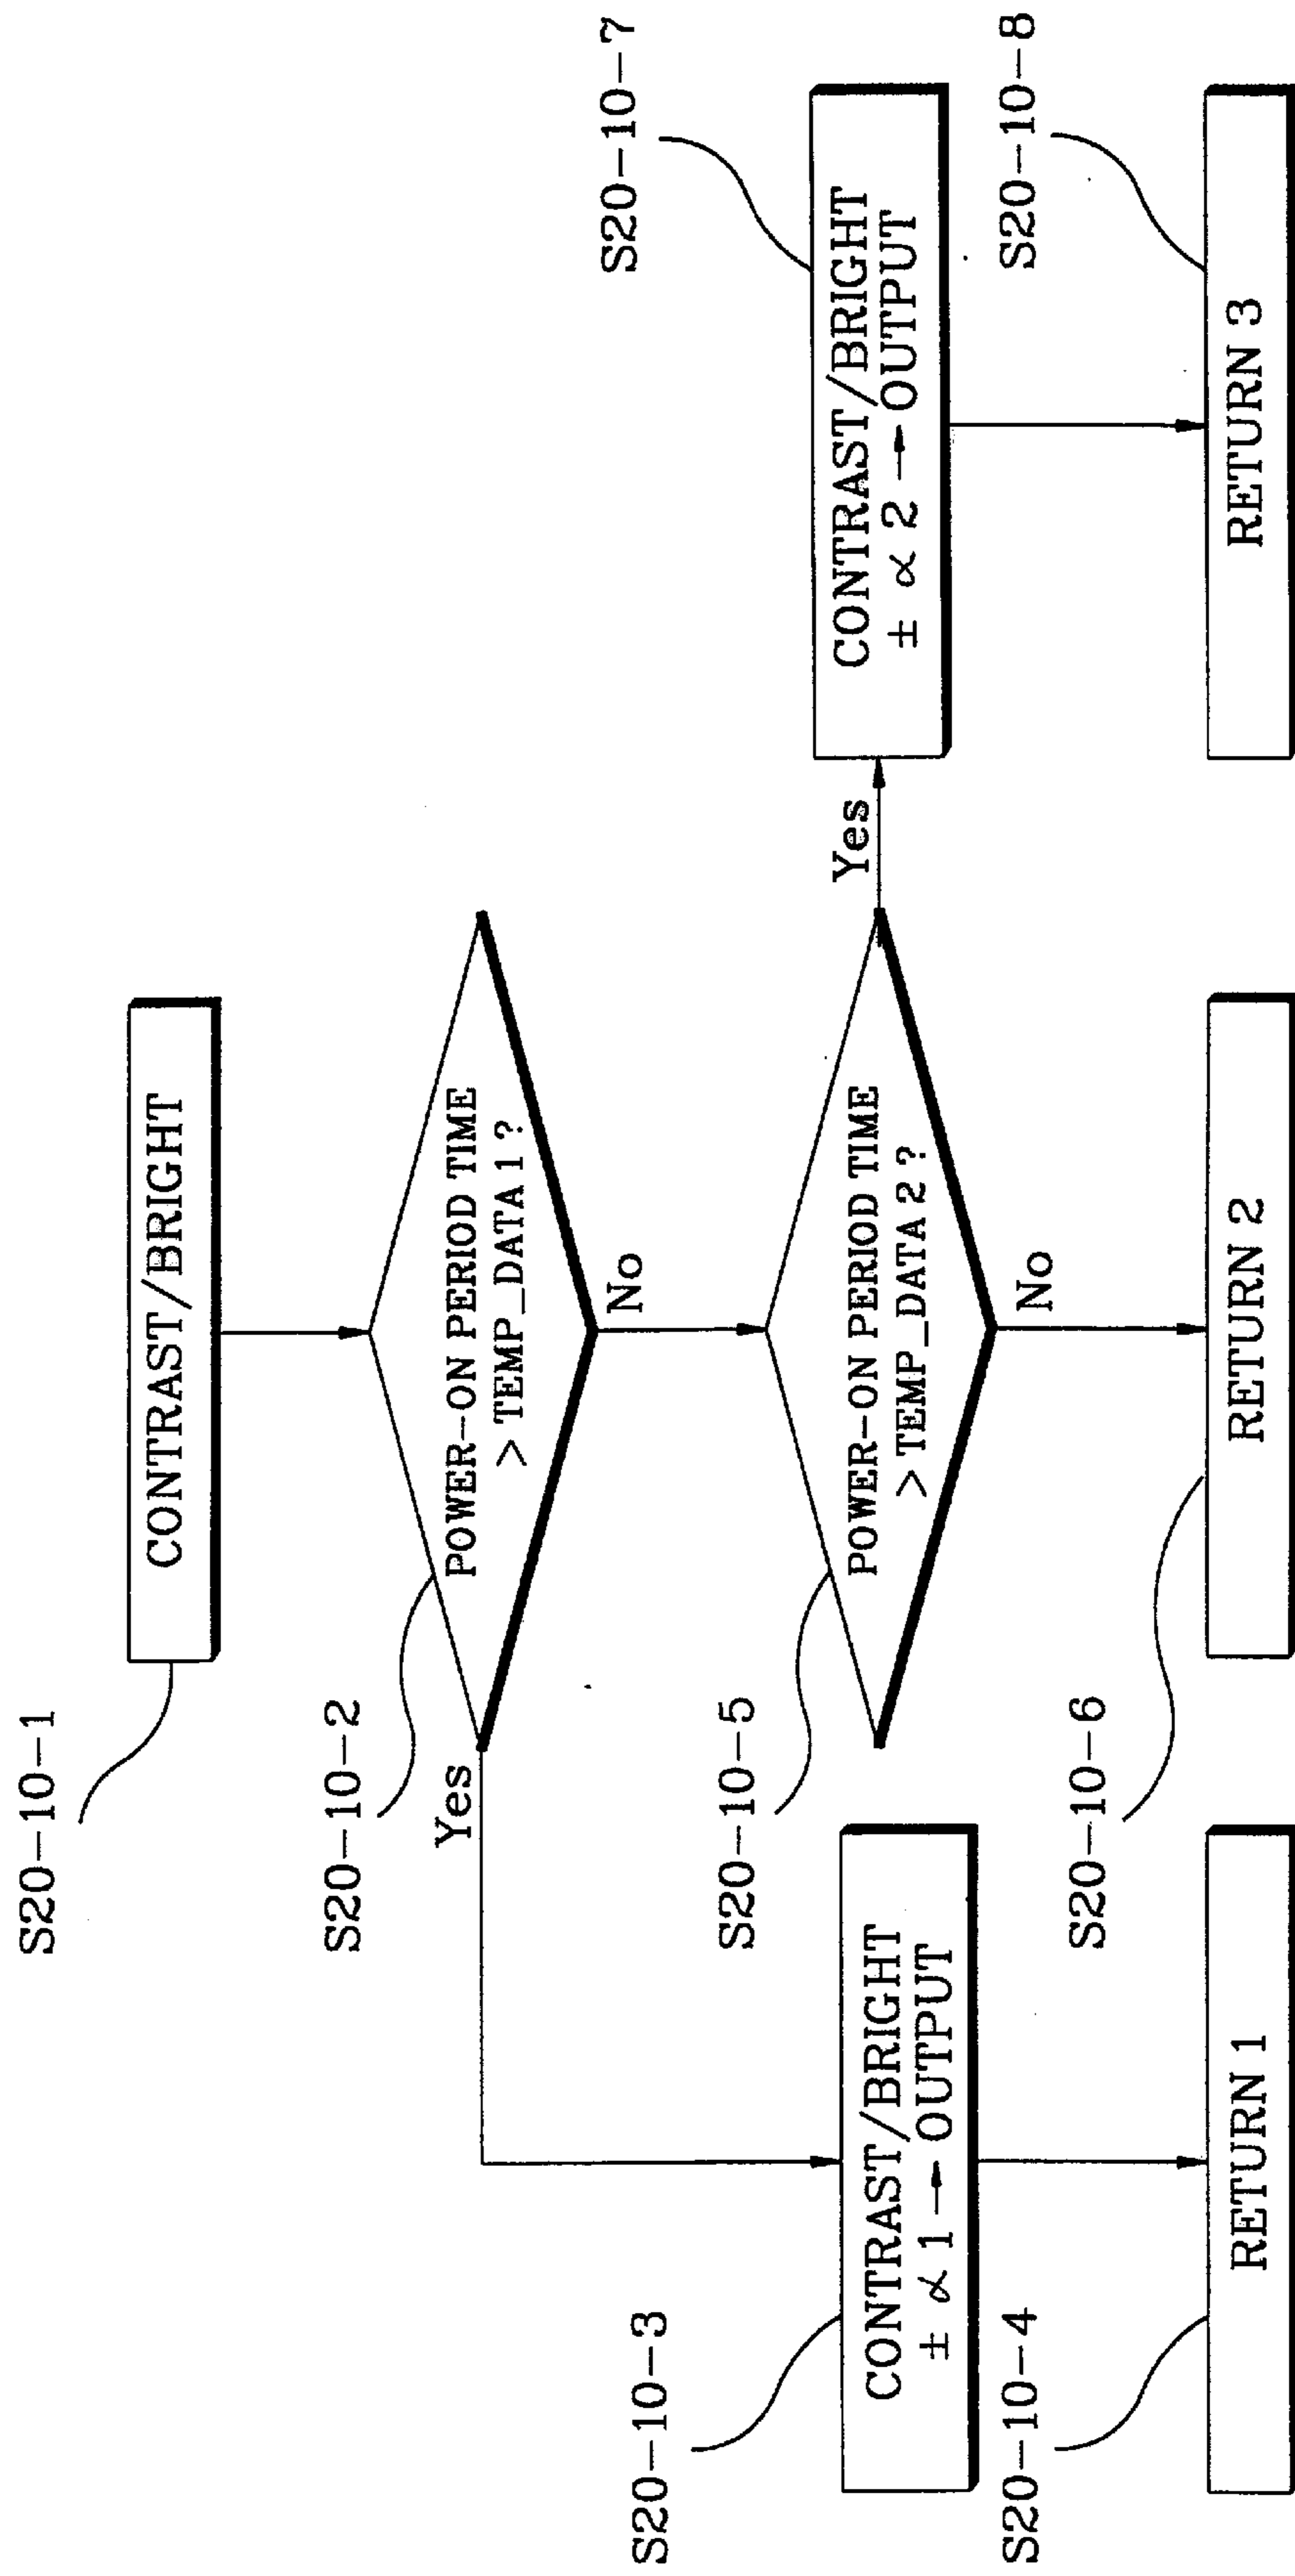 S20-10-1
CONTRAST/BRIGHT
S20-10-2
POWER-ON PERIOD TIME
> TEMP_DATA 1 ?
Yes
No
S20-10-3
CONTRAST/BRIGHT
± α 1 → OUTPUT
S20-10-4
RETURN 1
S20-10-5
POWER-ON PERIOD TIME
> TEMP_DATA 2 ?
Yes
No
S20-10-6
RETURN 2
S20-10-7
CONTRAST/BRIGHT
± α 2 → OUTPUT
S20-10-8
RETURN 3